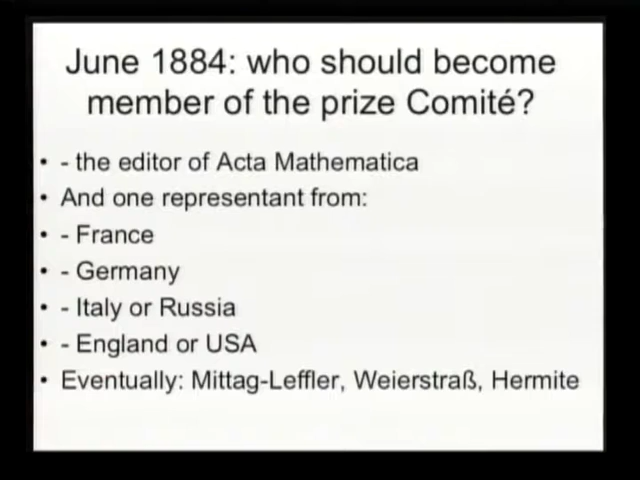 June 1884: who should become
member of the prize Comité?
• - the editor of Acta Mathematica
• And one representant from:
• - France
• - Germany
• - Italy or Russia
• - England or USA
• Eventually: Mittag-Leffler, Weierstraß, Hermite